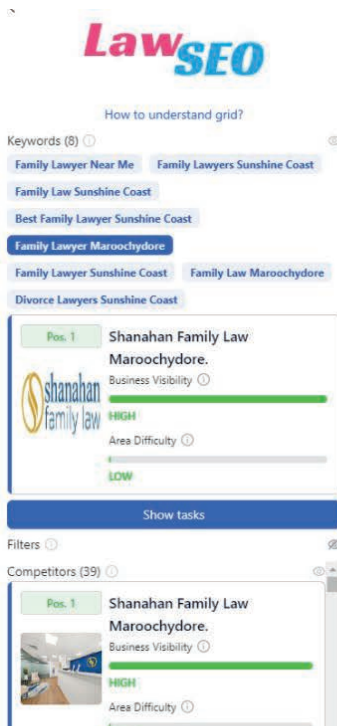 LawSEO
How to understand grid?
Keywords (8)
Family Lawyer Near Me Family Lawyers Sunshine Coast
Family Law Sunshine Coast
Best Family Lawyer Sunshine Coast
Family Lawyer Maroochydore
Family Lawyer Sunshine Coast Family Law Maroochydore
Divorce Lawyers Sunshine Coast
Pos. 1
Shanahan Family Law
Maroochydore.
Business Visibility
shanahan
family law
HIGH
Area Difficulty
LOW
Show tasks
Filters
Competitors (39)
Pos. 1
Shanahan Family Law
Maroochydore.
Business Visibility
HIGH
Area Difficulty